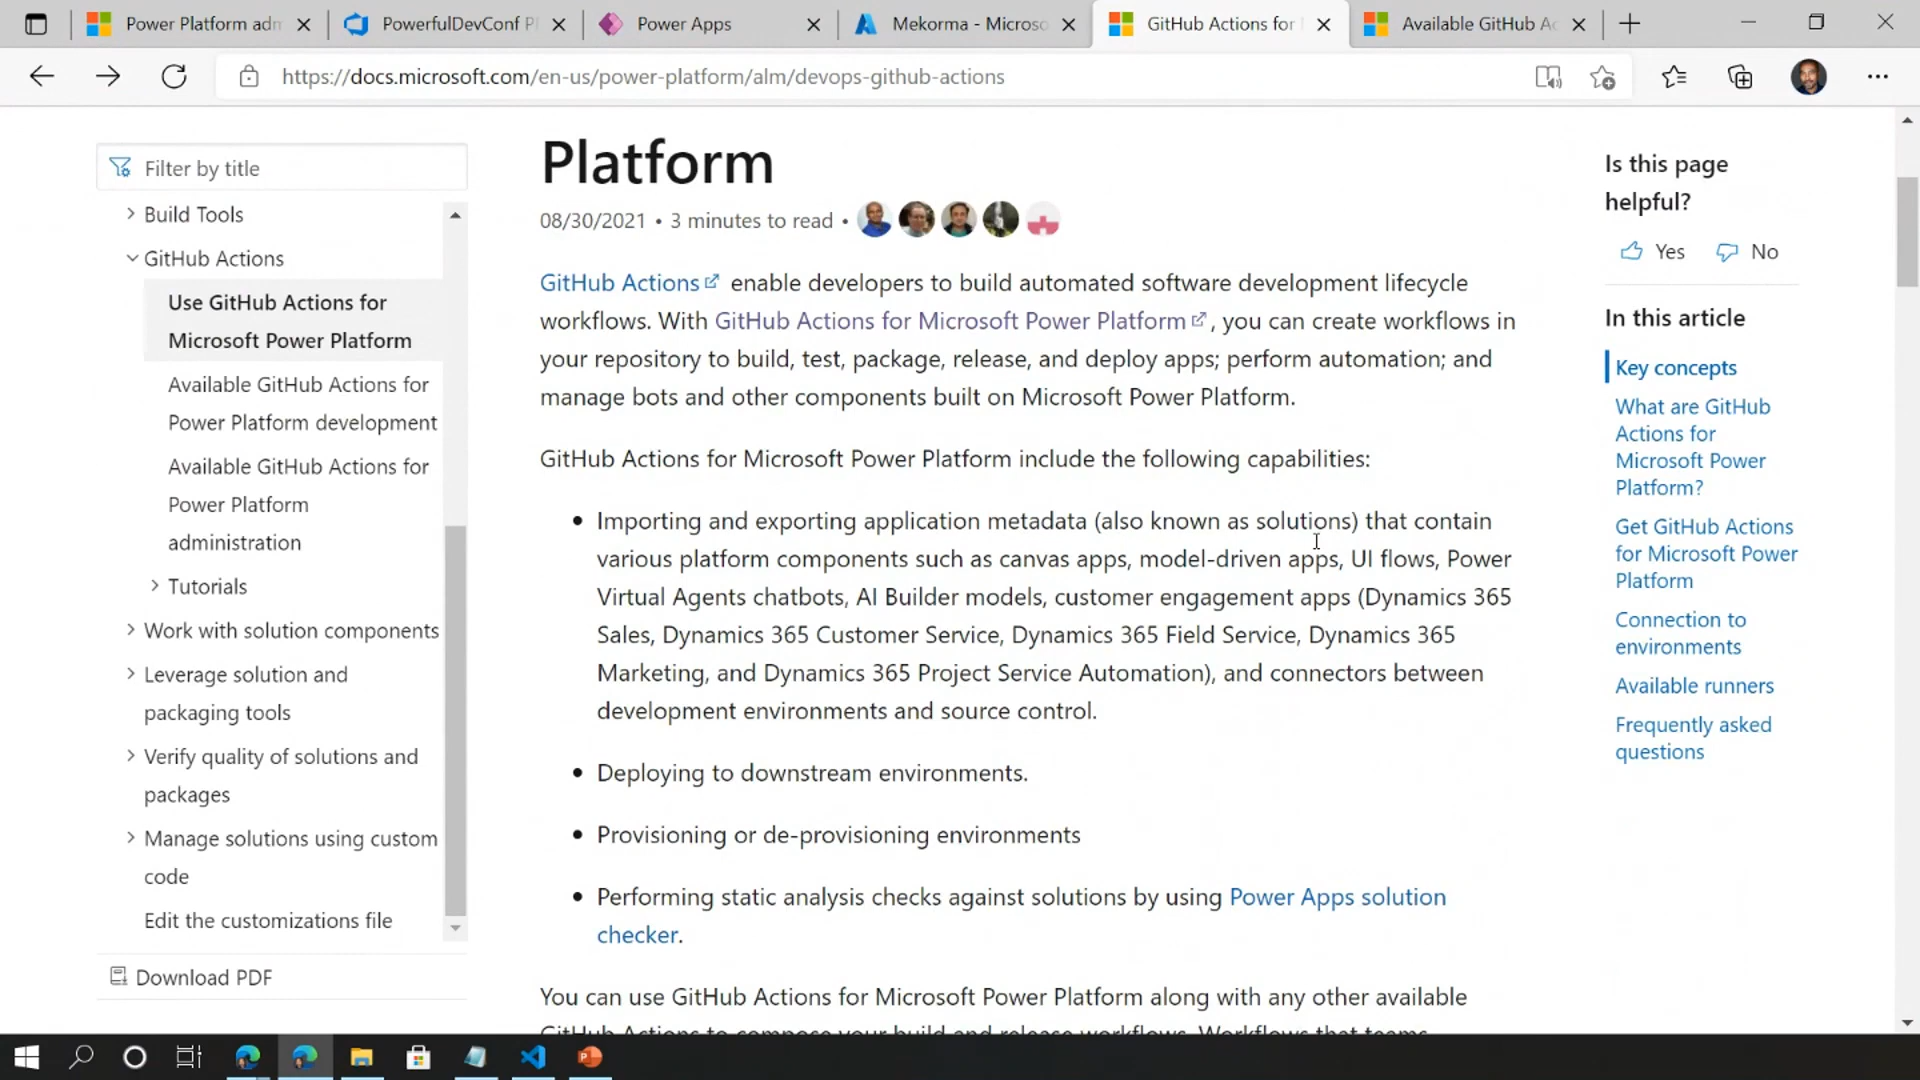 Power Platform adm
PowerfulDevConf P
Power Apps
Mekorma - Microso
GitHub Actions for
Available GitHub Ac
https://docs.microsoft.com/en-us/power-platform/alm/devops-github-actions
Filter by title
Build Tools
GitHub Actions
Use GitHub Actions for
Microsoft Power Platform
Available GitHub Actions for
Power Platform development
Available GitHub Actions for
Power Platform
administration
Tutorials
Work with solution components
Leverage solution and
packaging tools
Verify quality of solutions and
packages
Manage solutions using custom
code
Edit the customizations file
Download PDF
Platform
08/30/2021 • 3 minutes to read •
GitHub Actions enable developers to build automated software development lifecycle
workflows. With GitHub Actions for Microsoft Power Platform, you can create workflows in
your repository to build, test, package, release, and deploy apps; perform automation; and
manage bots and other components built on Microsoft Power Platform.
GitHub Actions for Microsoft Power Platform include the following capabilities:
• Importing and exporting application metadata (also known as solutions) that contain
various platform components such as canvas apps, model-driven apps, UI flows, Power
Virtual Agents chatbots, AI Builder models, customer engagement apps (Dynamics 365
Sales, Dynamics 365 Customer Service, Dynamics 365 Field Service, Dynamics 365
Marketing, and Dynamics 365 Project Service Automation), and connectors between
development environments and source control.
• Deploying to downstream environments.
• Provisioning or de-provisioning environments
• Performing static analysis checks against solutions by using Power Apps solution
checker.
You can use GitHub Actions for Microsoft Power Platform along with any other available
GitHub Actions to compose your build and release workflows. Workflows that teams
Is this page
helpful?
Yes No
In this article
Key concepts
What are GitHub
Actions for
Microsoft Power
Platform?
Get GitHub Actions
for Microsoft Power
Platform
Connection to
environments
Available runners
Frequently asked
questions